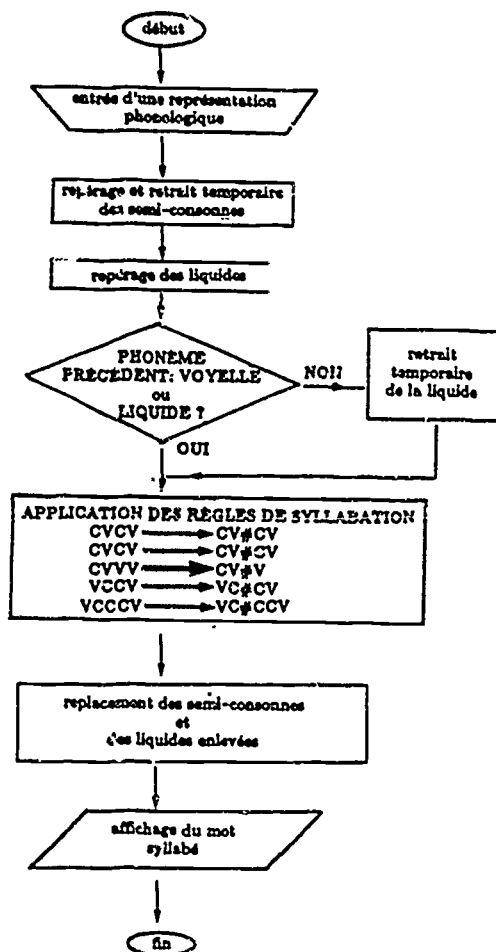 début
entrée d'une représentation
phonologique
repérage et retrait temporaire
des semi-consonnes
repérage des liquides
PHONÈME
PRÉCÉDENT: VOYELLE
ou
LIQUIDE ?
NON
retrait
temporaire
de la liquide
OUI
APPLICATION DES RÈGLES DE SYLLABATION
CVCV → CV#CV
CVCV → CV#CV
CVVV → CV#V
VCCV → VC#CV
VCCCV → VC#CCV
replacement des semi-consonnes
et
des liquides enlevées
affichage du mot
syllabé
fin